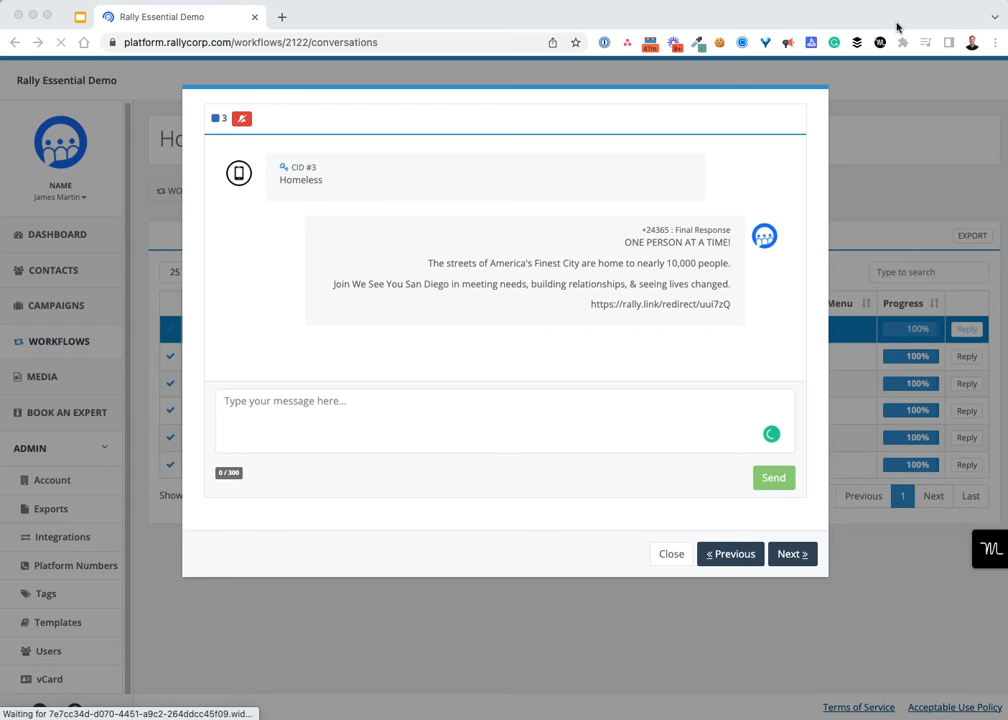 Rally Essential Demo
platform.rallycorp.com/workflows/2122/conversations
47m
9+
Rally Essential Demo
NAME
James Martin
DASHBOARD
CONTACTS
CAMPAIGNS
WORKFLOWS
MEDIA
BOOK AN EXPERT
ADMIN
Account
Exports
Integrations
Platform Numbers
Tags
Templates
Users
vCard
Ho
WO
25
EXPORT
Type to search
Menu
Progress
100%
Reply
100%
Reply
100%
Reply
100%
Reply
100%
Reply
100%
Reply
Show
Previous
1
Next
Last
3
CID #3
Homeless
+24365 : Final Response
ONE PERSON AT A TIME!
The streets of America's Finest City are home to nearly 10,000 people.
Join We See You San Diego in meeting needs, building relationships, & seeing lives changed.
https://rally.link/redirect/uui7zQ
Type your message here...
0 / 300
Send
Close
« Previous
Next »
Waiting for 7e7cc34d-d070-4451-a9c2-264ddcc45f09.wid...
Terms of Service
Acceptable Use Policy